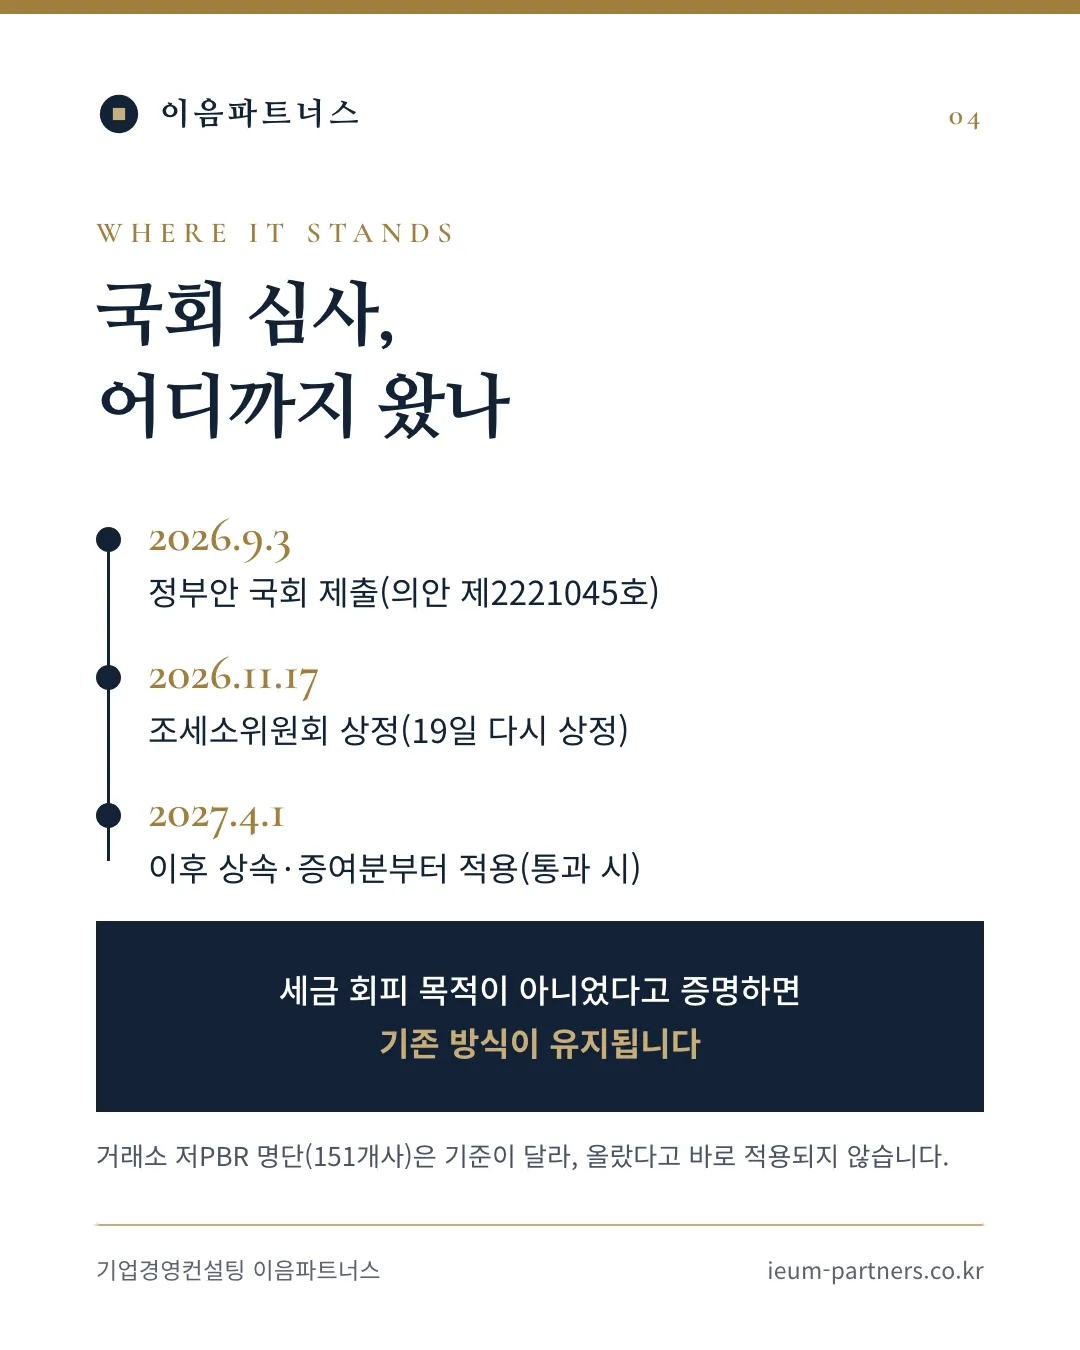 이음파트너스
04
WHERE IT STANDS
국회 심사,
어디까지 왔나
2026.9.3
정부안 국회 제출(의안 제2221045호)
2026.11.17
조세소위원회 상정(19일 다시 상정)
2027.4.1
이후 상속·증여분부터 적용(통과 시)
세금 회피 목적이 아니었다고 증명하면
기존 방식이 유지됩니다
거래소 저PBR 명단(151개사)은 기준이 달라, 올랐다고 바로 적용되지 않습니다.
기업경영컨설팅 이음파트너스
ieum-partners.co.kr